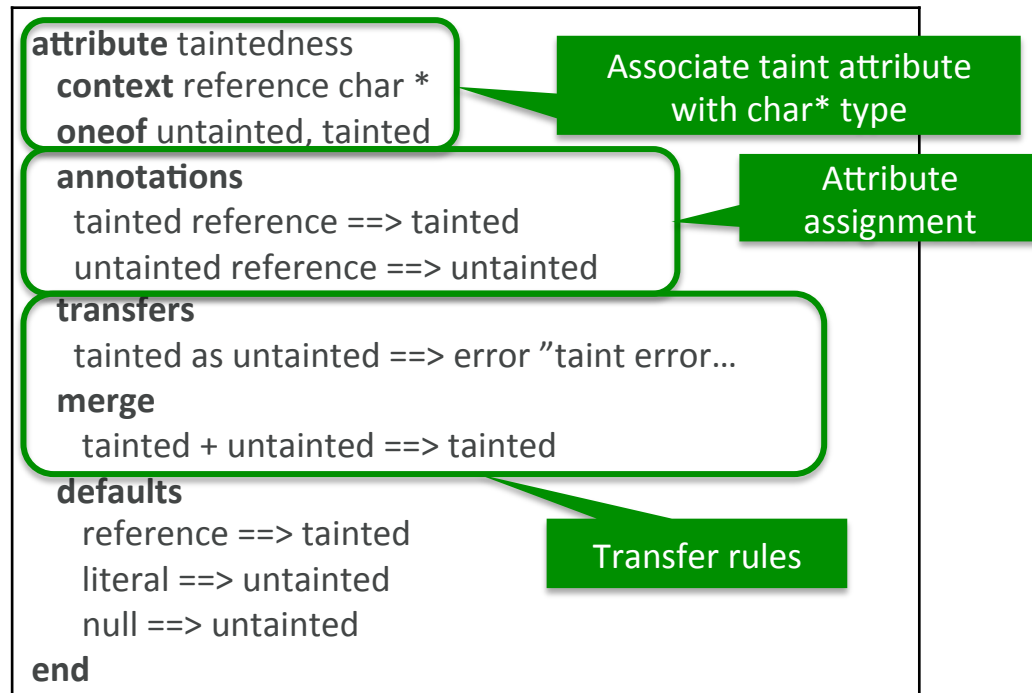 attribute taintedness
context reference char *
oneof untainted, tainted
Associate taint attribute
with char* type
annotations
tainted reference ==> tainted
untainted reference ==> untainted
Attribute
assignment
transfers
tainted as untainted ==> error ”taint error…
merge
tainted + untainted ==> tainted
defaults
reference ==> tainted
literal ==> untainted
null ==> untainted
end
Transfer rules